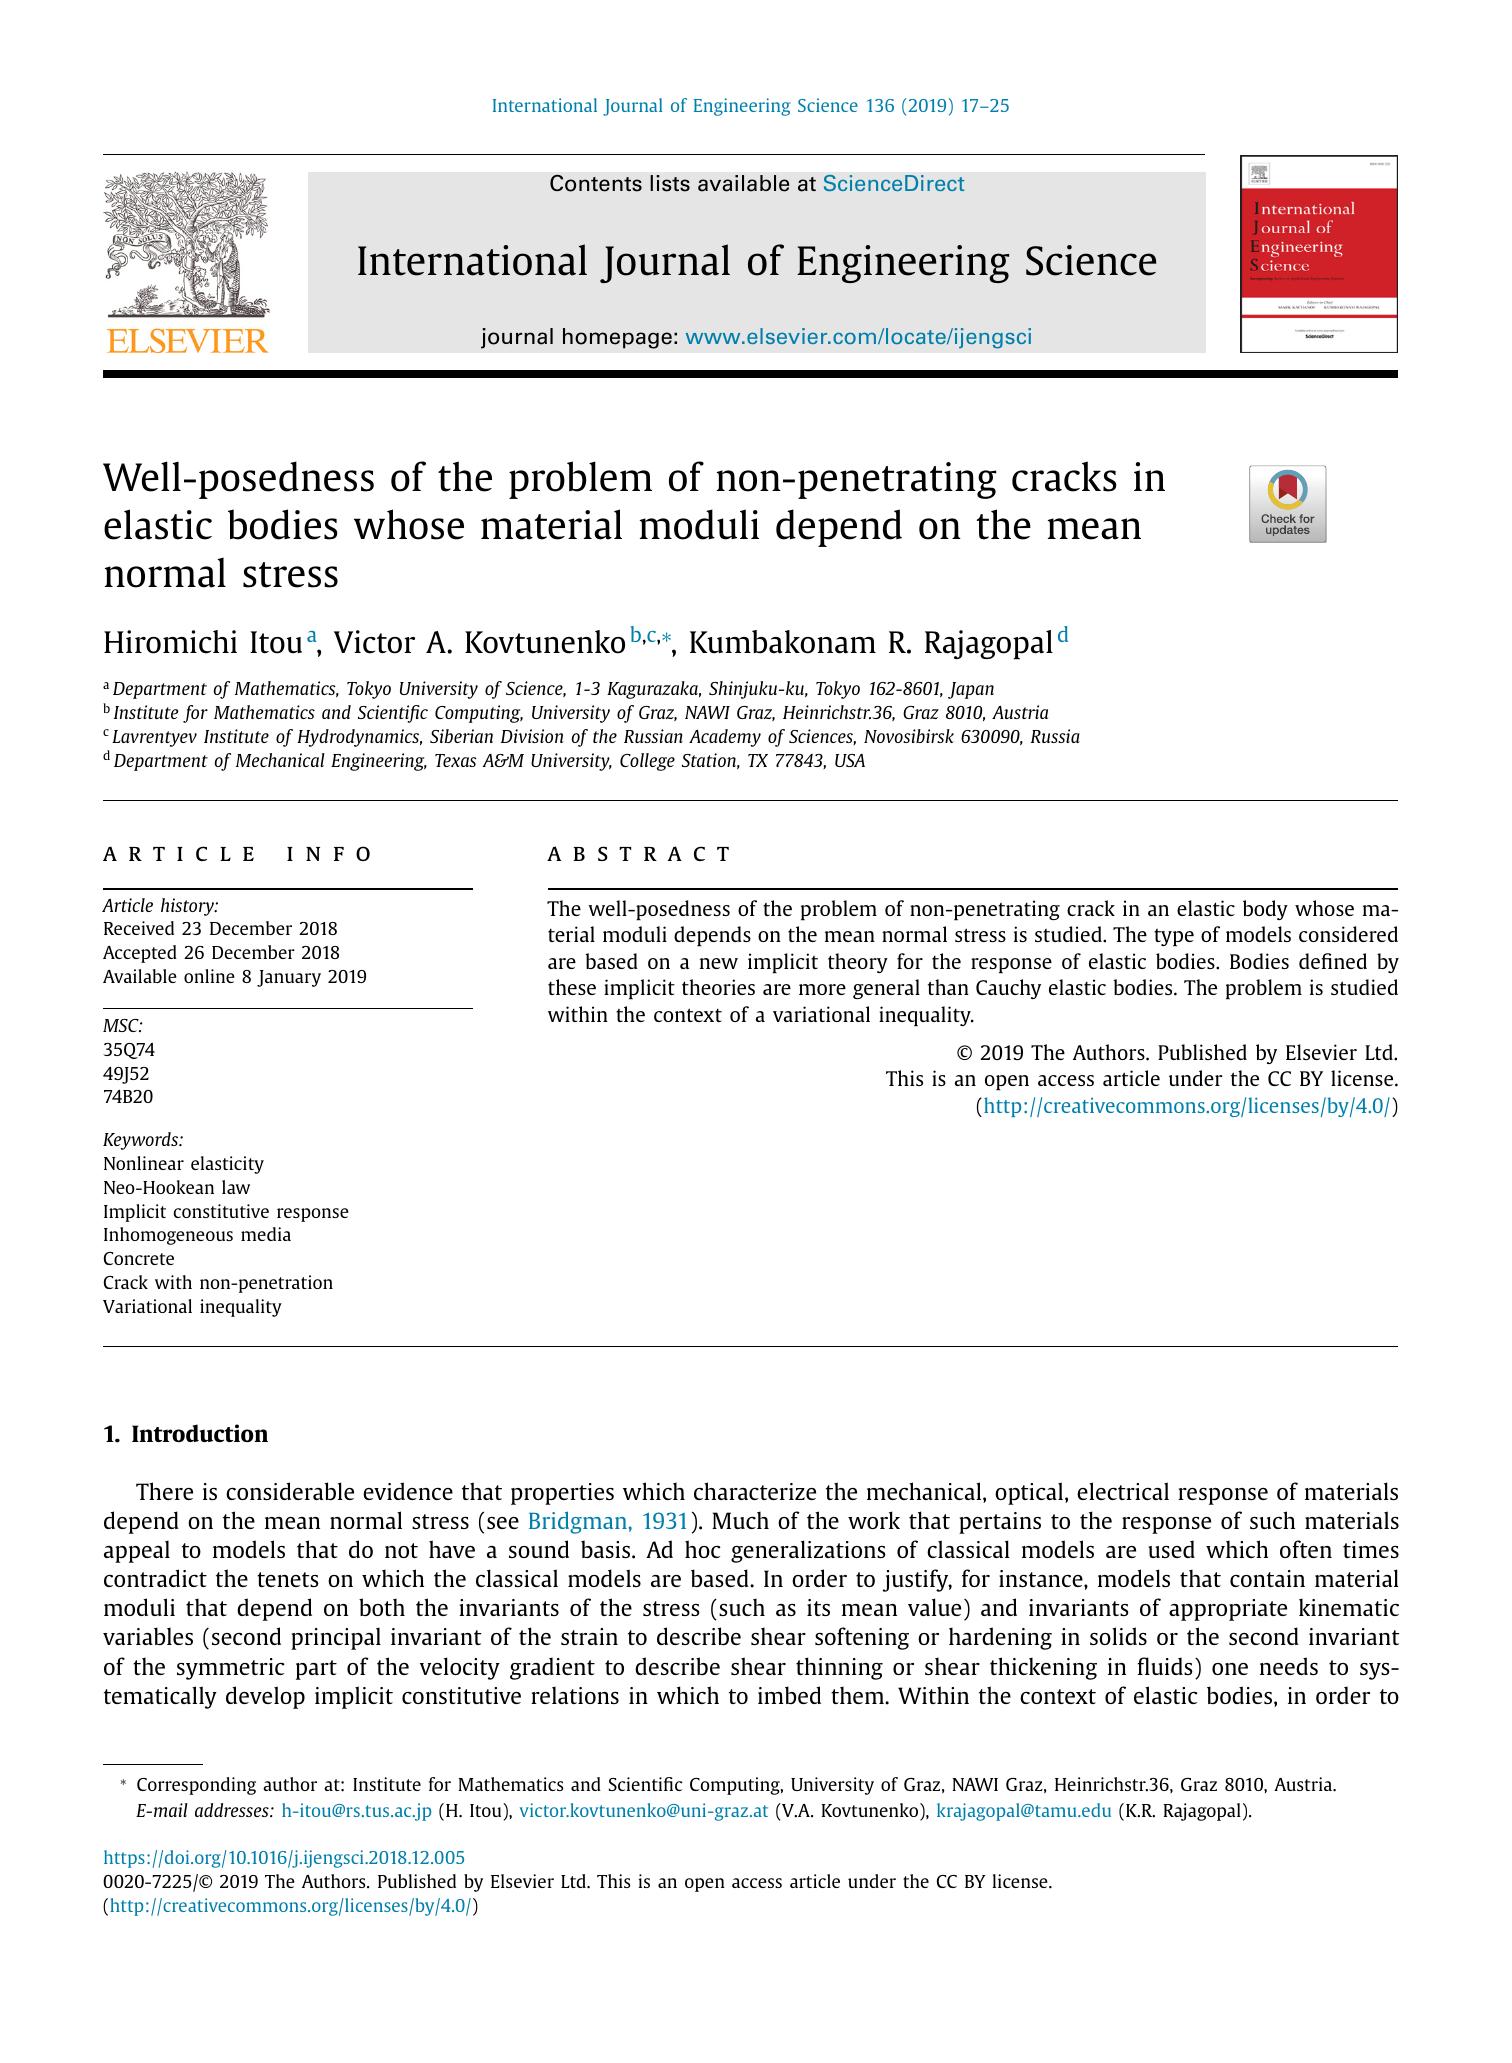 International Journal of Engineering Science 136 (2019) 17–25
Contents lists available at ScienceDirect
International Journal of Engineering Science
journal homepage: www.elsevier.com/locate/ijengsci
NON SOLUS
ELSEVIER
International
Journal of
Engineering
Science
ScienceDirect
Well-posedness of the problem of non-penetrating cracks in
elastic bodies whose material moduli depend on the mean
normal stress
Check for
updates
Hiromichi Itou a, Victor A. Kovtunenko b,c,*, Kumbakonam R. Rajagopal d
a Department of Mathematics, Tokyo University of Science, 1-3 Kagurazaka, Shinjuku-ku, Tokyo 162-8601, Japan
b Institute for Mathematics and Scientific Computing, University of Graz, NAWI Graz, Heinrichstr.36, Graz 8010, Austria
c Lavrentyev Institute of Hydrodynamics, Siberian Division of the Russian Academy of Sciences, Novosibirsk 630090, Russia
d Department of Mechanical Engineering, Texas A&M University, College Station, TX 77843, USA
ARTICLE INFO
Article history:
Received 23 December 2018
Accepted 26 December 2018
Available online 8 January 2019
MSC:
35Q74
49J52
74B20
Keywords:
Nonlinear elasticity
Neo-Hookean law
Implicit constitutive response
Inhomogeneous media
Concrete
Crack with non-penetration
Variational inequality
ABSTRACT
The well-posedness of the problem of non-penetrating crack in an elastic body whose ma-
terial moduli depends on the mean normal stress is studied. The type of models considered
are based on a new implicit theory for the response of elastic bodies. Bodies defined by
these implicit theories are more general than Cauchy elastic bodies. The problem is studied
within the context of a variational inequality.
© 2019 The Authors. Published by Elsevier Ltd.
This is an open access article under the CC BY license.
(http://creativecommons.org/licenses/by/4.0/)
1. Introduction
There is considerable evidence that properties which characterize the mechanical, optical, electrical response of materials
depend on the mean normal stress (see Bridgman, 1931). Much of the work that pertains to the response of such materials
appeal to models that do not have a sound basis. Ad hoc generalizations of classical models are used which often times
contradict the tenets on which the classical models are based. In order to justify, for instance, models that contain material
moduli that depend on both the invariants of the stress (such as its mean value) and invariants of appropriate kinematic
variables (second principal invariant of the strain to describe shear softening or hardening in solids or the second invariant
of the symmetric part of the velocity gradient to describe shear thinning or shear thickening in fluids) one needs to sys-
tematically develop implicit constitutive relations in which to imbed them. Within the context of elastic bodies, in order to
* Corresponding author at: Institute for Mathematics and Scientific Computing, University of Graz, NAWI Graz, Heinrichstr.36, Graz 8010, Austria.
E-mail addresses: h-itou@rs.tus.ac.jp (H. Itou), victor.kovtunenko@uni-graz.at (V.A. Kovtunenko), krajagopal@tamu.edu (K.R. Rajagopal).
https://doi.org/10.1016/j.ijengsci.2018.12.005
0020-7225/© 2019 The Authors. Published by Elsevier Ltd. This is an open access article under the CC BY license.
(http://creativecommons.org/licenses/by/4.0/)